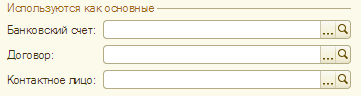 Используются как основные
Банковский счет:
Договор:
Контактное лицо: